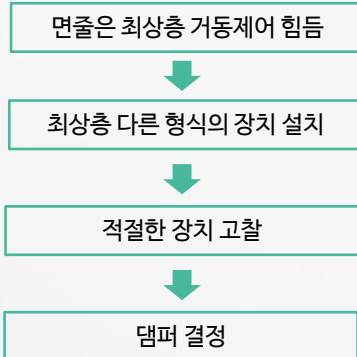 면줄은 최상층 거동제어 힘듬
최상층 다른 형식의 장치 설치
적절한 장치 고찰
댐퍼 결정